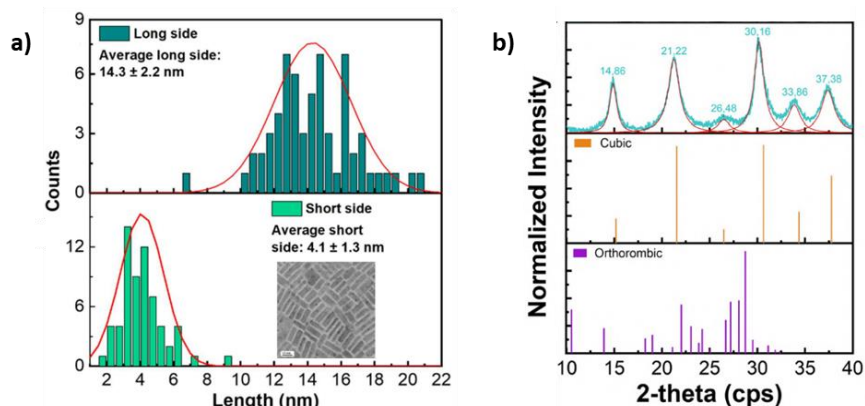 a)
Counts
9
6
3
0
Long side
Average long side:
14.3 ± 2.2 nm
12
9
6
3
0
Short side
Average short
side: 4.1 ± 1.3 nm
2 4 6 8 10 12 14 16 18 20 22
Length (nm)
b)
Normalized Intensity
14,86
21,22
26,48
30,16
33,86
37,38
Cubic
Orthorombic
10 15 20 25 30 35 40
2-theta (cps)